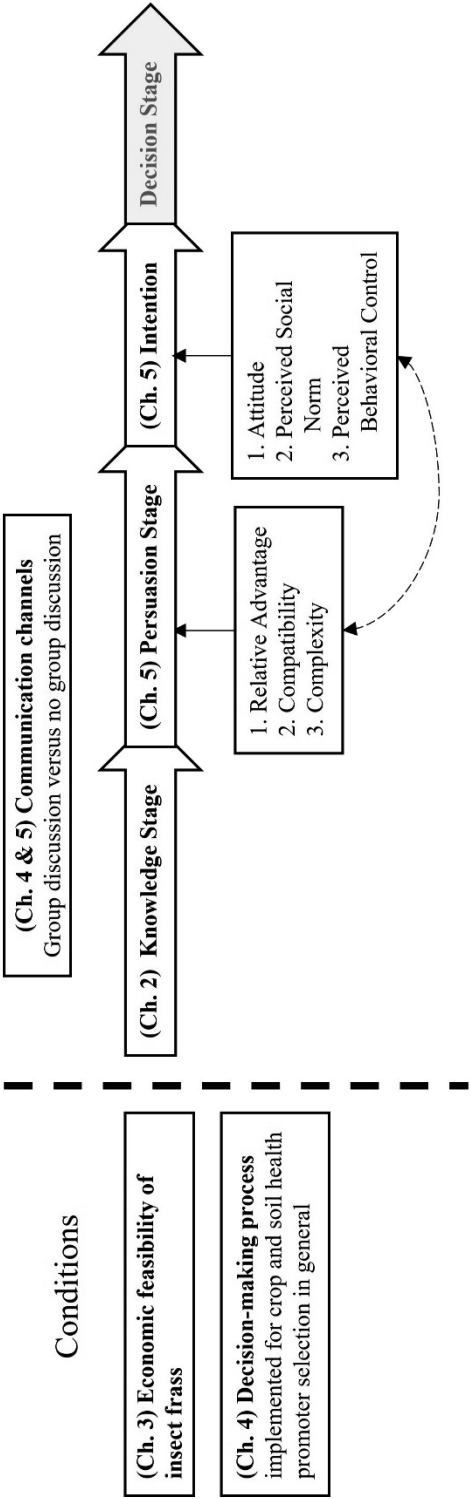 Conditions
(Ch. 3) Economic feasibility of
insect frass
(Ch. 4) Decision-making process
implemented for crop and soil health
promoter selection in general
(Ch. 4 & 5) Communication channels
Group discussion versus no group discussion
(Ch. 2) Knowledge Stage
(Ch. 5) Persuasion Stage
(Ch. 5) Intention
Decision Stage
1. Relative Advantage
2. Compatibility
3. Complexity
1. Attitude
2. Perceived Social
Norm
3. Perceived
Behavioral Control